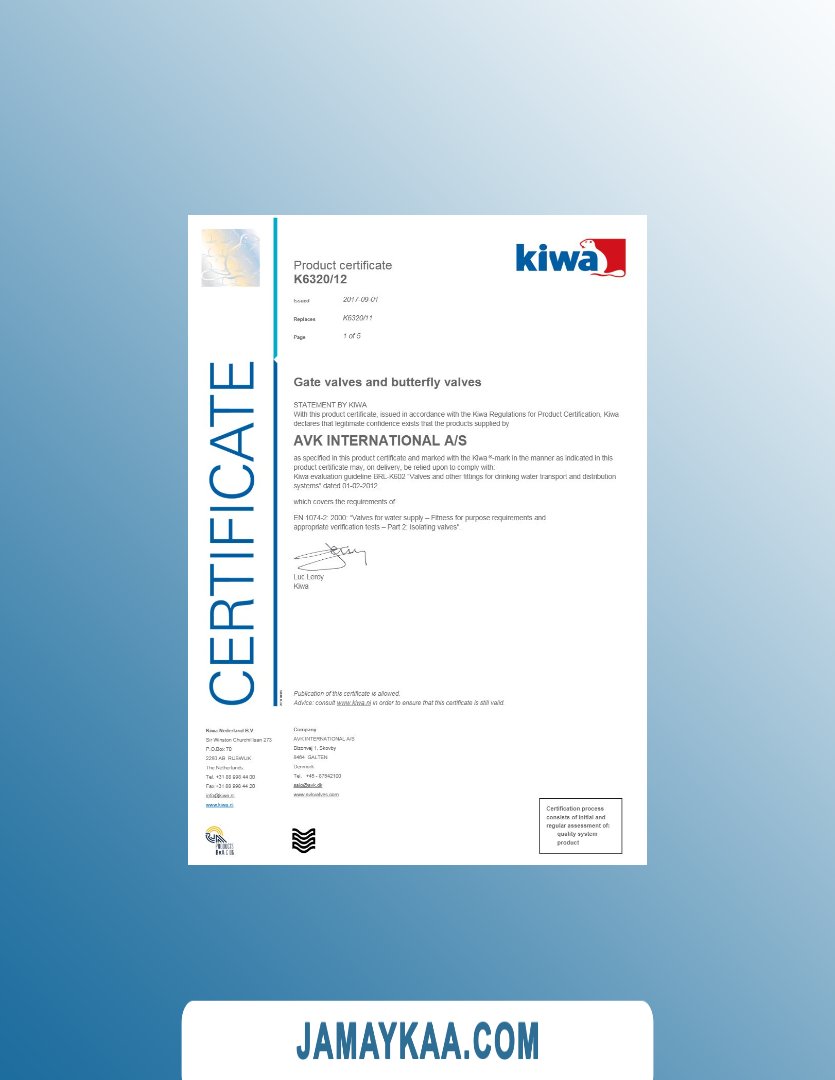 kiwa
Product certificate
K6320/12
Issued 2017-09-01
Replaces K6320/11
Page 1 of 5
CERTIFICATE
Gate valves and butterfly valves
STATEMENT BY KIWA
With this product certificate, issued in accordance with the Kiwa Regulations for Product Certification, Kiwa
declares that legitimate confidence exists that the products supplied by
AVK INTERNATIONAL A/S
as specified in this product certificate and marked with the Kiwa®-mark in the manner as indicated in this
product certificate may, on delivery, be relied upon to comply with:
Kiwa evaluation guideline BRL-K602 "Valves and other fittings for drinking water transport and distribution
systems" dated 01-02-2012
which covers the requirements of
EN 1074-2: 2000: "Valves for water supply – Fitness for purpose requirements and
appropriate verification tests – Part 2: Isolating valves"
Luc Leroy
Kiwa
Publication of this certificate is allowed.
Advice: consult www.kiwa.nl in order to ensure that this certificate is still valid.
Kiwa Nederland B.V.
Sir Winston Churchill laan 273
P.O.Box 70
2280 AB RIJSWIJK
The Netherlands
Tel. +31 88 998 44 00
Fax +31 88 998 44 20
info@kiwa.nl
www.kiwa.nl
Company
AVK INTERNATIONAL A/S
Bizonvej 1, Skovby
8464 GALTEN
Denmark
Tel. +45 - 87542100
www.avkvalves.com
PRODUCTS
Certification process
consists of initial and
regular assessment of:
quality system
product
JAMAYKAA.COM